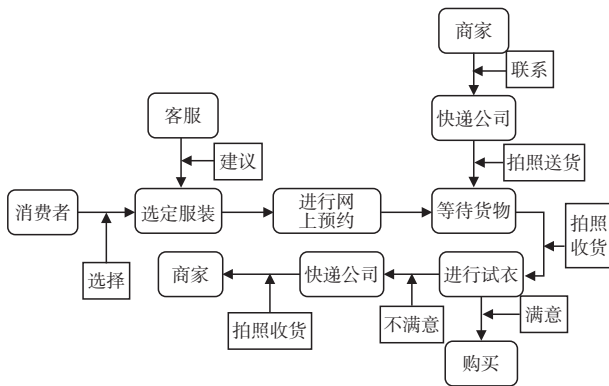 商家
联系
快递公司
客服
建议
拍照送货
消费者
选定服装
进行网
上预约
等待货物
拍照
收货
选择
商家
快递公司
进行试衣
拍照收货
不满意
满意
购买